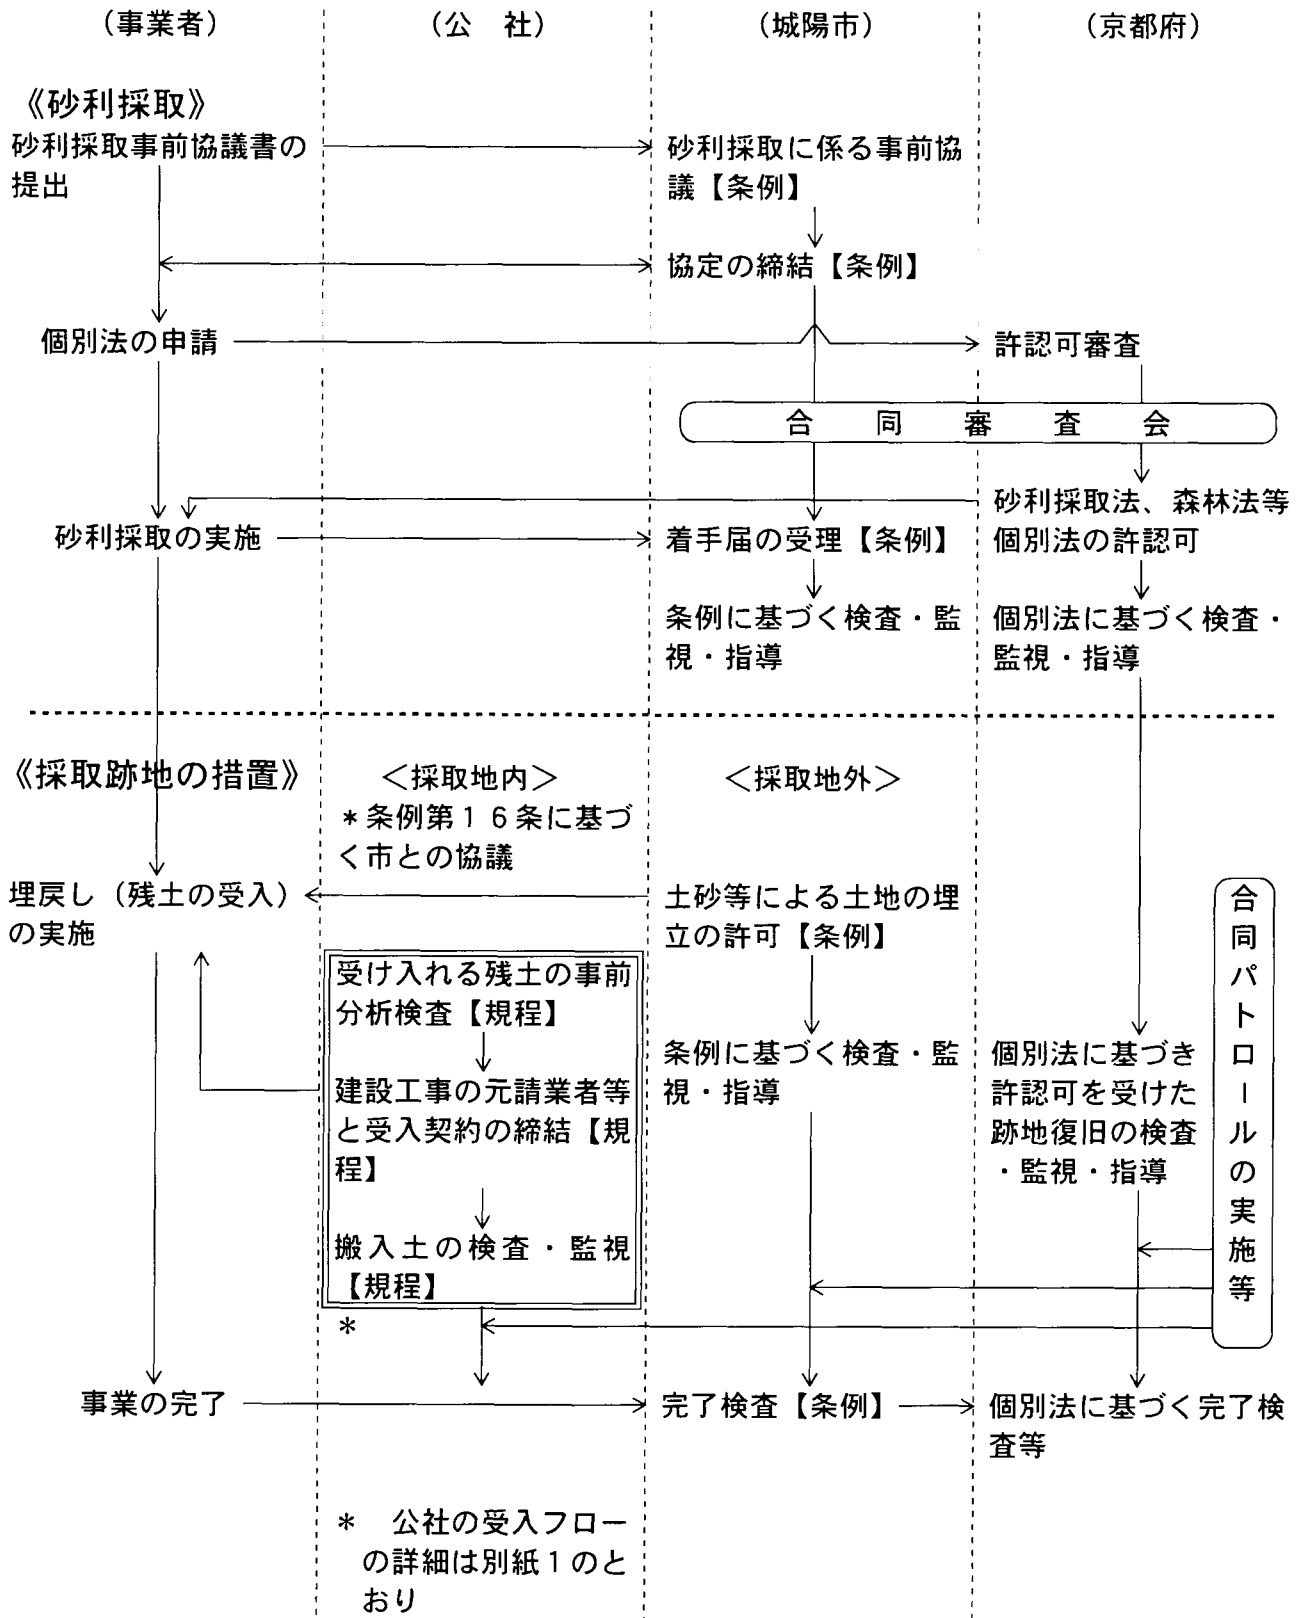 （事業者）
（公　社）
（城陽市）
（京都府）
《砂利採取》
砂利採取事前協議書の
提出
砂利採取に係る事前協
議【条例】
協定の締結【条例】
個別法の申請
許認可審査
合同審査会
砂利採取法、森林法等
個別法の許認可
砂利採取の実施
着手届の受理【条例】
条例に基づく検査・監
視・指導
個別法に基づく検査・
監視・指導
《採取跡地の措置》
＜採取地内＞
＊条例第１６条に基づ
く市との協議
＜採取地外＞
埋戻し（残土の受入）
の実施
土砂等による土地の埋
立の許可【条例】
受け入れる残土の事前
分析検査【規程】
建設工事の元請業者等
と受入契約の締結【規
程】
搬入土の検査・監視
【規程】
＊
条例に基づく検査・監
視・指導
個別法に基づき
許認可を受けた
跡地復旧の検査
・監視・指導
合同パトロールの実施等
事業の完了
完了検査【条例】
個別法に基づく完了検
査等
＊　公社の受入フロー
の詳細は別紙１のと
おり